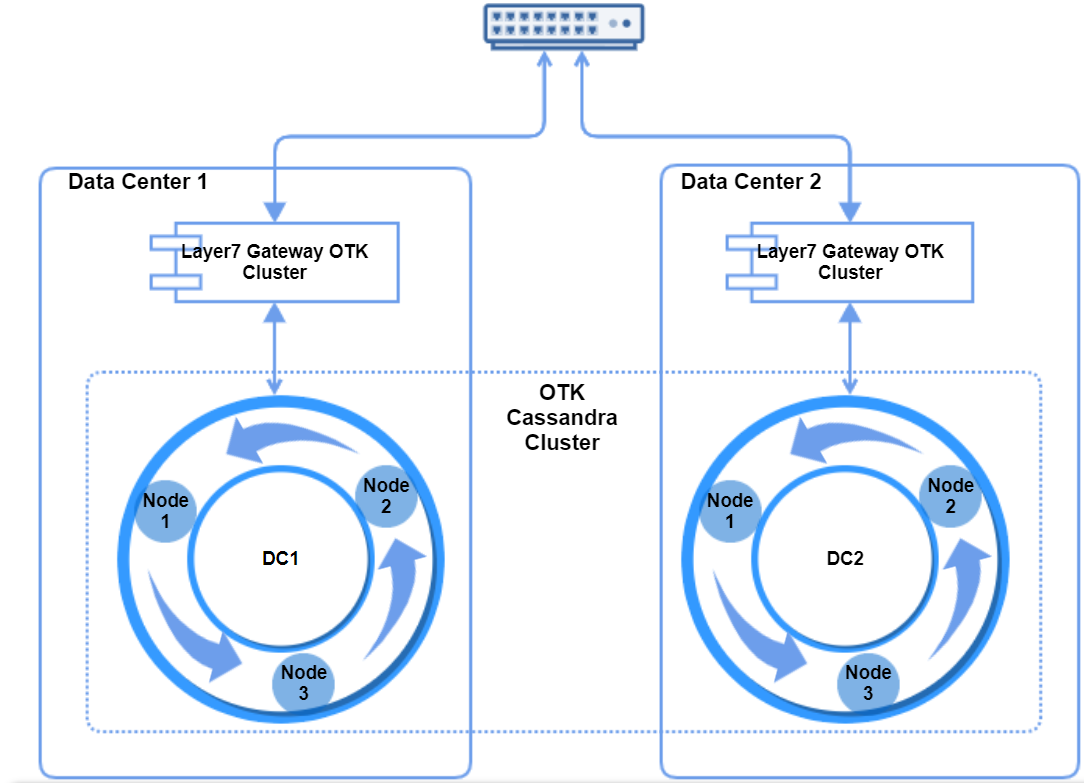 Data Center 1
Data Center 2
Layer7 Gateway OTK
Cluster
Layer7 Gateway OTK
Cluster
OTK
Cassandra
Cluster
Node
1
Node
2
DC1
Node
3
Node
1
Node
2
DC2
Node
3